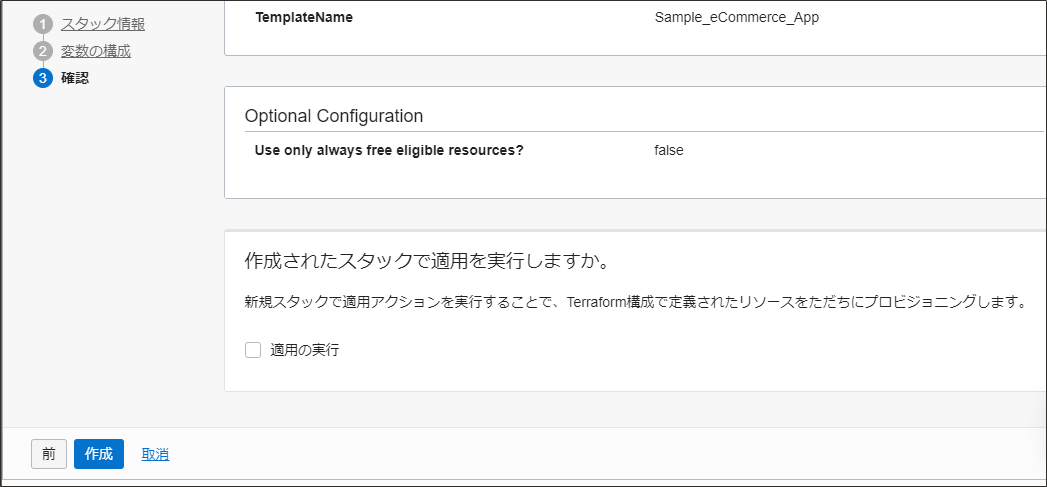 1 スタック情報
2 変数の構成
3 確認
TemplateName Sample_eCommerce_App
Optional Configuration
Use only always free eligible resources? false
作成されたスタックで適用を実行しますか。
新規スタックで適用アクションを実行することで、Terraform構成で定義されたリソースをただちにプロビジョニングします。
適用の実行
前 作成 取消